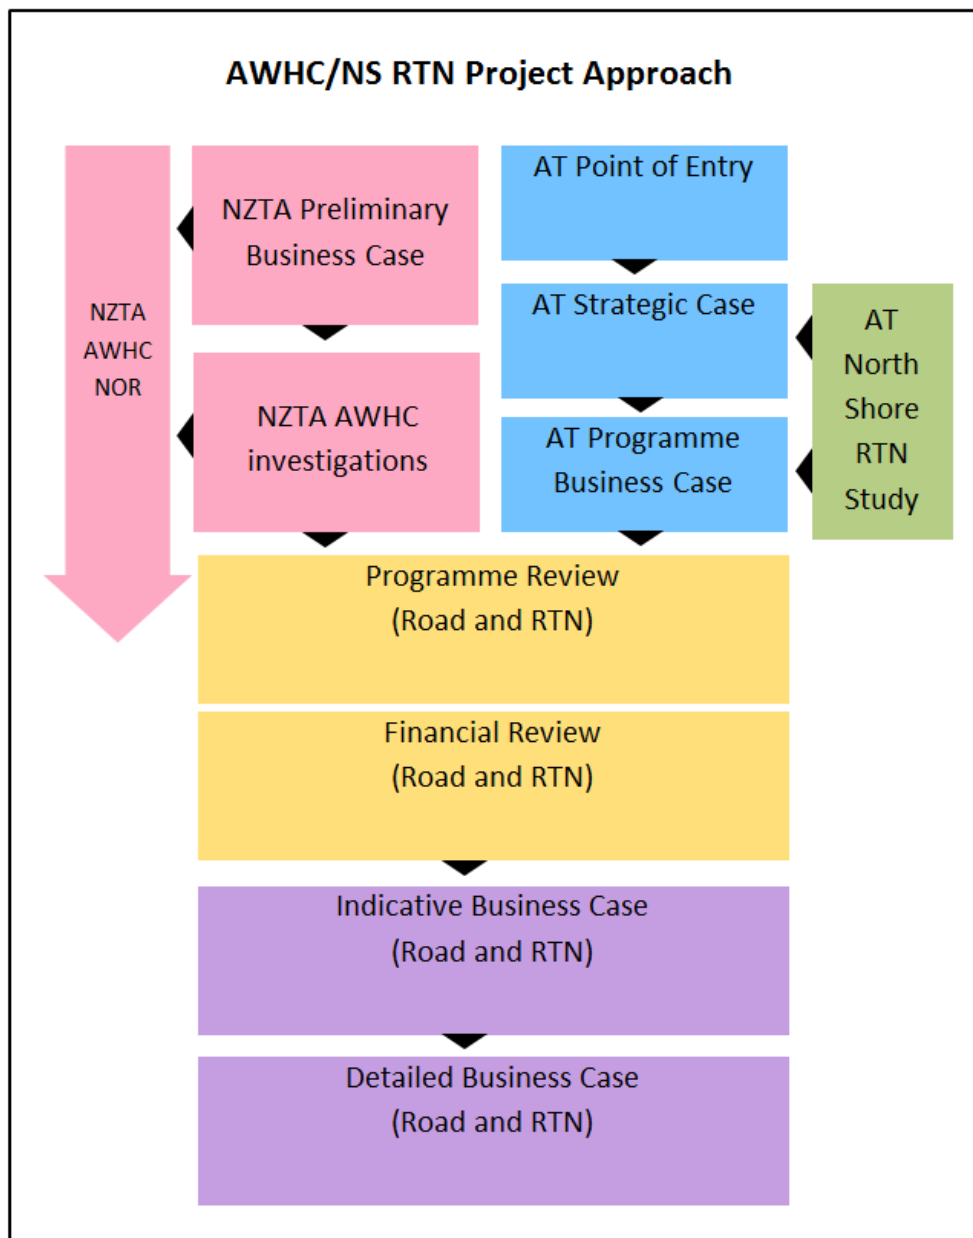 AWHC/NS RTN Project Approach
NZTA
AWHC
NOR
NZTA Preliminary
Business Case
NZTA AWHC
investigations
AT Point of Entry
AT Strategic Case
AT Programme
Business Case
AT
North
Shore
RTN
Study
Programme Review
(Road and RTN)
Financial Review
(Road and RTN)
Indicative Business Case
(Road and RTN)
Detailed Business Case
(Road and RTN)